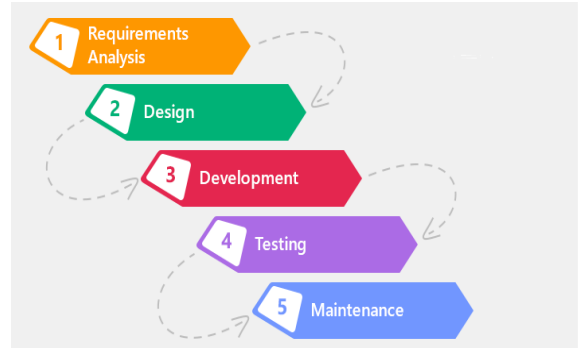 1
Requirements
Analysis
2
Design
3
Development
4
Testing
5
Maintenance